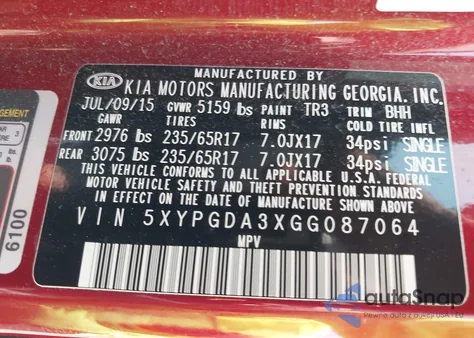 MANUFACTURED BY
KIA KIA MOTORS MANUFACTURING GEORGIA, INC.
JUL/09/15 GVWR 5159 lbs PAINT TR3 TRIM BHH
GAWR TIRES RIMS COLD TIRE INFL
FRONT 2976 lbs 235/65R17 7.0JX17 34psi SINGLE
REAR 3075 lbs 235/65R17 7.0JX17 34psi SINGLE
THIS VEHICLE CONFORMS TO ALL APPLICABLE U.S.A. FEDERAL
MOTOR VEHICLE SAFETY AND THEFT PREVENTION STANDARDS
IN EFFECT ON THE DATE OF MANUFACTURE SHOWN ABOVE.
VIN 5XYPGDA3XGG087064
MPV
3
6100
autoSnap